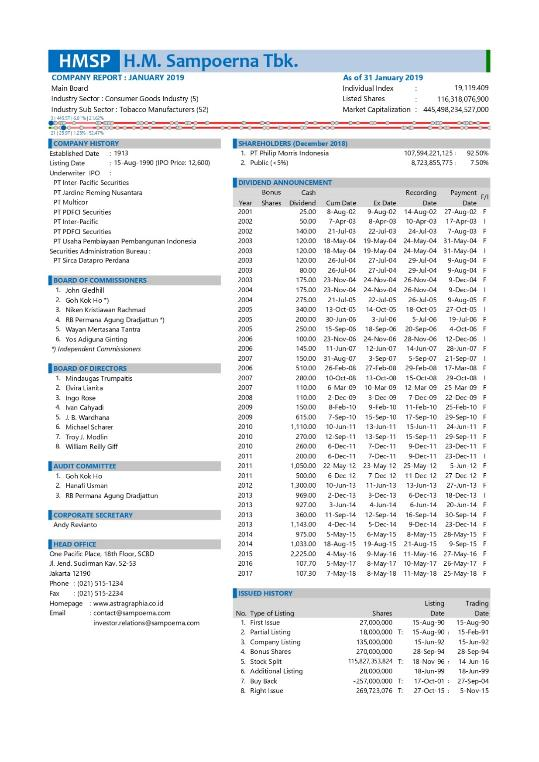 HMSP H.M. Sampoerna Tbk.
COMPANY REPORT : JANUARY 2019
As of 31 January 2019
Main Board
Individual Index : 19,119.409
Industry Sector : Consumer Goods Industry (5)
Listed Shares : 116,318,076,900
Industry Sub Sector : Tobacco Manufacturers (52)
Market Capitalization : 445,498,234,527,000
COMPANY HISTORY
Established Date : 1913
Listing Date : 15-Aug-1990 (IPO Price: 12,600)
Underwriter IPO :
PT Inter-Pacific Securities
PT Jardine Fleming Nusantara
PT Multicor
PT PDFCI Securities
PT Inter-Pacific
PT PDFCI Securities
PT Usaha Pembiayaan Pembangunan Indonesia
Securities Administration Bureau :
PT Sirca Datapro Perdana
BOARD OF COMMISSIONERS
1. John Gledhill
2. Goh Kok Ho *)
3. Niken Kristiawan Rachmad
4. RB Permana Agung Dradjattun *)
5. Wayan Mertasana Tantra
6. Yos Adiguna Ginting
*) Independent Commissioners
BOARD OF DIRECTORS
1. Mindaugas Trumpaitis
2. Elvira Lianita
3. Ingo Rose
4. Ivan Cahyadi
5. J. B. Wardhana
6. Michael Scharer
7. Troy J. Modlin
8. William Reilly Giff
AUDIT COMMITTEE
1. Goh Kok Ho
2. Hanafi Usman
3. RB Permana Agung Dradjattun
CORPORATE SECRETARY
Andy Revianto
HEAD OFFICE
One Pacific Place, 18th Floor, SCBD
Jl. Jend. Sudirman Kav. 52-53
Jakarta 12190
Phone : (021) 515-1234
Fax : (021) 515-2234
Homepage : www.astragraphia.co.id
Email : contact@sampoerna.com
investor.relations@sampoerna.com
SHAREHOLDERS (December 2018)
1. PT Philip Morris Indonesia 107,594,221,125 : 92.50%
2. Public (<5%) 8,723,855,775 : 7.50%
DIVIDEND ANNOUNCEMENT
Bonus Cash Recording Payment F/I
Year Shares Dividend Cum Date Ex Date Date Date
2001 25.00 8-Aug-02 9-Aug-02 14-Aug-02 27-Aug-02 F
2002 50.00 7-Apr-03 8-Apr-03 10-Apr-03 17-Apr-03 I
2002 140.00 21-Jul-03 22-Jul-03 24-Jul-03 7-Aug-03 F
2003 120.00 18-May-04 19-May-04 24-May-04 31-May-04 F
2003 120.00 18-May-04 19-May-04 24-May-04 31-May-04 I
2003 120.00 26-Jul-04 27-Jul-04 29-Jul-04 9-Aug-04 F
2003 80.00 26-Jul-04 27-Jul-04 29-Jul-04 9-Aug-04 F
2003 175.00 23-Nov-04 24-Nov-04 26-Nov-04 9-Dec-04 I
2004 175.00 23-Nov-04 24-Nov-04 26-Nov-04 9-Dec-04 I
2004 275.00 21-Jul-05 22-Jul-05 26-Jul-05 9-Aug-05 F
2005 340.00 13-Oct-05 14-Oct-05 18-Oct-05 27-Oct-05 I
2005 200.00 30-Jun-06 3-Jul-06 5-Jul-06 19-Jul-06 F
2005 250.00 15-Sep-06 18-Sep-06 20-Sep-06 4-Oct-06 F
2006 100.00 23-Nov-06 24-Nov-06 28-Nov-06 12-Dec-06 I
2006 145.00 11-Jun-07 12-Jun-07 14-Jun-07 28-Jun-07 F
2007 150.00 31-Aug-07 3-Sep-07 5-Sep-07 21-Sep-07 I
2006 510.00 26-Feb-08 27-Feb-08 29-Feb-08 17-Mar-08 F
2007 280.00 10-Oct-08 13-Oct-08 15-Oct-08 29-Oct-08 I
2007 110.00 6-Mar-09 10-Mar-09 12-Mar-09 25-Mar-09 F
2008 110.00 2-Dec-09 3-Dec-09 7-Dec-09 22-Dec-09 F
2009 150.00 8-Feb-10 9-Feb-10 11-Feb-10 25-Feb-10 F
2009 615.00 7-Sep-10 15-Sep-10 17-Sep-10 29-Sep-10 F
2010 1,110.00 10-Jun-11 13-Jun-11 15-Jun-11 24-Jun-11 F
2010 270.00 12-Sep-11 13-Sep-11 15-Sep-11 29-Sep-11 F
2010 260.00 6-Dec-11 7-Dec-11 9-Dec-11 23-Dec-11 F
2011 200.00 6-Dec-11 7-Dec-11 9-Dec-11 23-Dec-11 I
2011 1,050.00 22-May-12 23-May-12 25-May-12 5-Jun-12 F
2011 500.00 6-Dec-12 7-Dec-12 11-Dec-12 27-Dec-12 F
2012 1,300.00 10-Jun-13 11-Jun-13 13-Jun-13 27-Jun-13 F
2013 969.00 2-Dec-13 3-Dec-13 6-Dec-13 18-Dec-13 I
2013 927.00 3-Jun-14 4-Jun-14 6-Jun-14 20-Jun-14 F
2013 360.00 11-Sep-14 12-Sep-14 16-Sep-14 30-Sep-14 F
2013 1,143.00 4-Dec-14 5-Dec-14 9-Dec-14 23-Dec-14 F
2014 975.00 5-May-15 6-May-15 8-May-15 28-May-15 F
2014 1,033.00 18-Aug-15 19-Aug-15 21-Aug-15 9-Sep-15 F
2015 2,225.00 4-May-16 9-May-16 11-May-16 27-May-16 F
2016 107.70 5-May-17 8-May-17 10-May-17 26-May-17 F
2017 107.30 7-May-18 8-May-18 11-May-18 25-May-18 F
ISSUED HISTORY
Listing Trading
No. Type of Listing Shares Date Date
1. First Issue 27,000,000 15-Aug-90 15-Aug-90
2. Partial Listing 18,000,000 T: 15-Aug-90 : 15-Feb-91
3. Company Listing 135,000,000 15-Jun-92 15-Jun-92
4. Bonus Shares 270,000,000 28-Sep-94 28-Sep-94
5. Stock Split 115,827,353,824 T: 18-Nov-96 : 14-Jun-16
6. Additional Listing 28,000,000 18-Jun-99 18-Jun-99
7. Buy Back -257,000,000 T: 17-Oct-01 : 27-Sep-04
8. Right Issue 269,723,076 T: 27-Oct-15 : 5-Nov-15